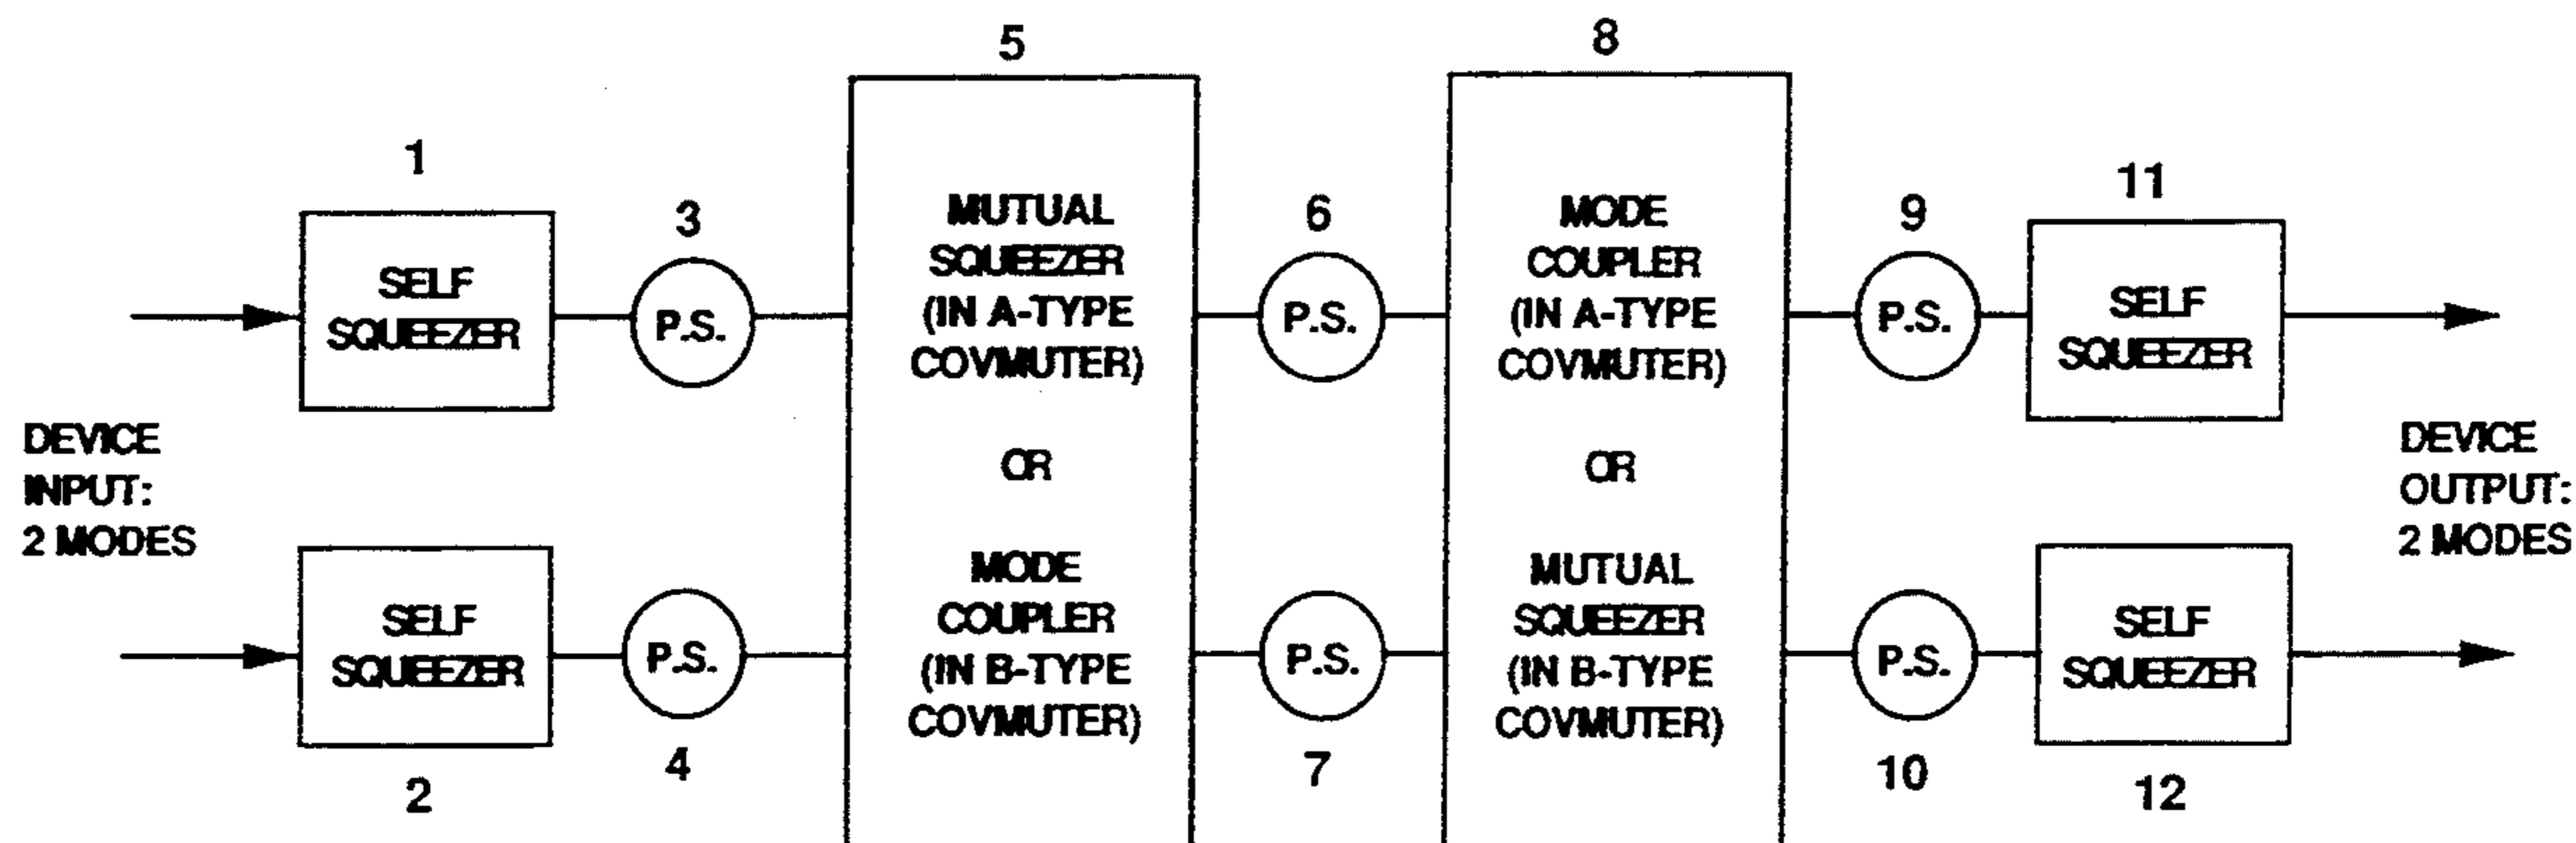 5
8
1
3
6
9
11
SELF
SQUEEZER
P.S.
MUTUAL
SQUEEZER
(IN A-TYPE
COVMUTER)
OR
MODE
COUPLER
(IN B-TYPE
COVMUTER)
P.S.
MODE
COUPLER
(IN A-TYPE
COVMUTER)
OR
MUTUAL
SQUEEZER
(IN B-TYPE
COVMUTER)
P.S.
SELF
SQUEEZER
DEVICE
INPUT:
2 MODES
DEVICE
OUTPUT:
2 MODES
SELF
SQUEEZER
P.S.
P.S.
P.S.
SELF
SQUEEZER
2
4
7
10
12